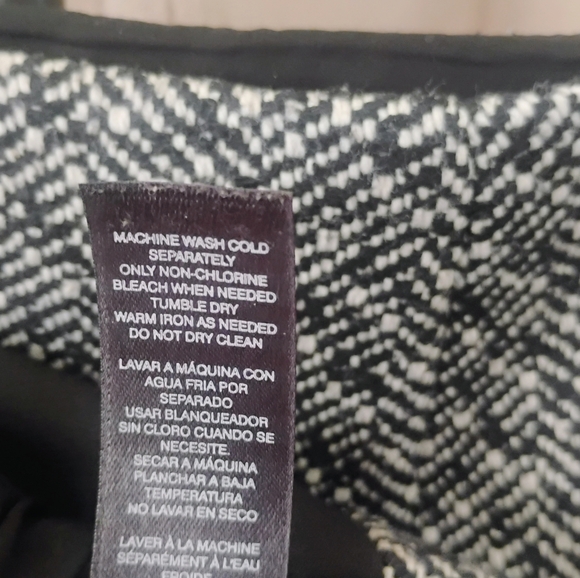 MACHINE WASH COLD
SEPARATELY
ONLY NON-CHLORINE
BLEACH WHEN NEEDED
TUMBLE DRY
WARM IRON AS NEEDED
DO NOT DRY CLEAN
LAVAR A MÁQUINA CON
AGUA FRIA POR
SEPARADO
USAR BLANQUEADOR
SIN CLORO CUANDO SE
NECESITE.
SECAR A MÁQUINA
PLANCHAR A BAJA
TEMPERATURA
NO LAVAR EN SECO
LAVER À LA MACHINE
SÉPARÉMENT À L'EAU
FROIDE